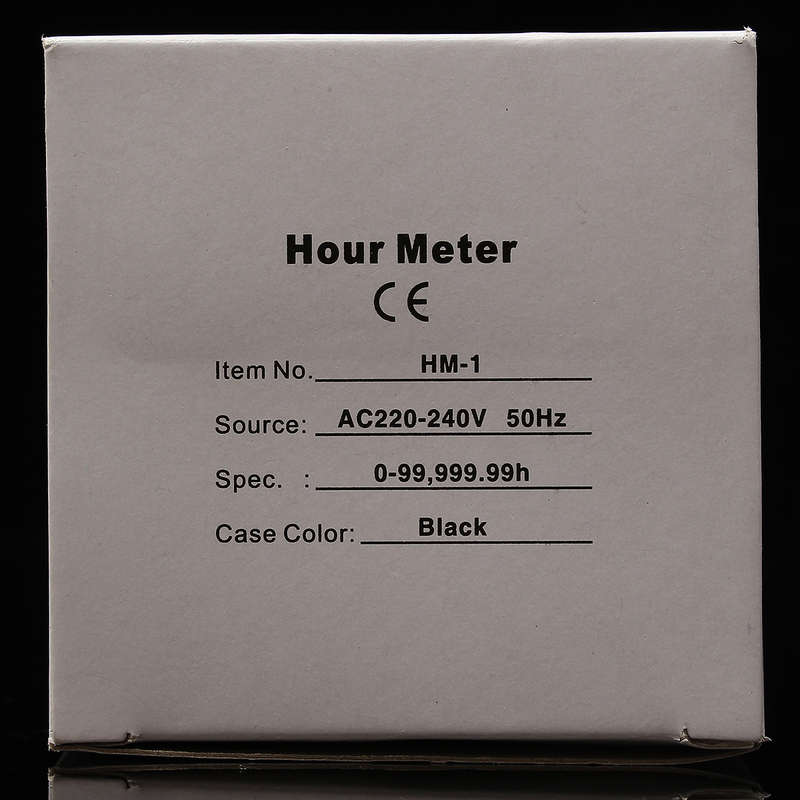 Hour Meter
CE
Item No. HM-1
Source: AC220-240V 50Hz
Spec. : 0-99,999.99h
Case Color: Black